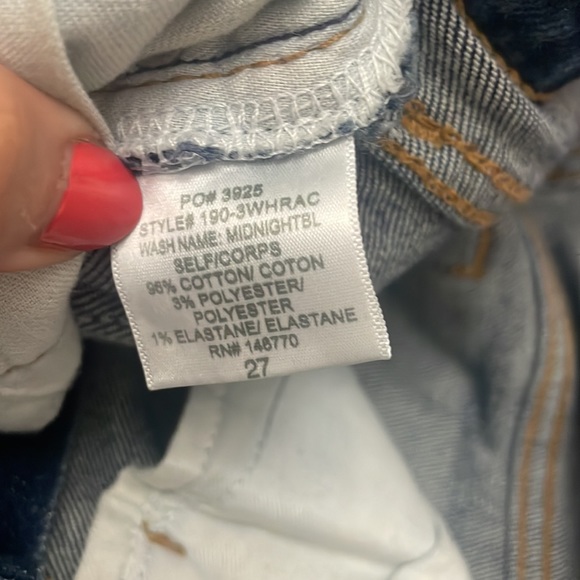 PO# 3925
STYLE# 190-3WHRAC
WASH NAME: MIDNIGHTBL
SELF/CORPS
96% COTTON/ COTON
3% POLYESTER/
POLYESTER
1% ELASTANE/ ELASTANE
RN# 148770
27